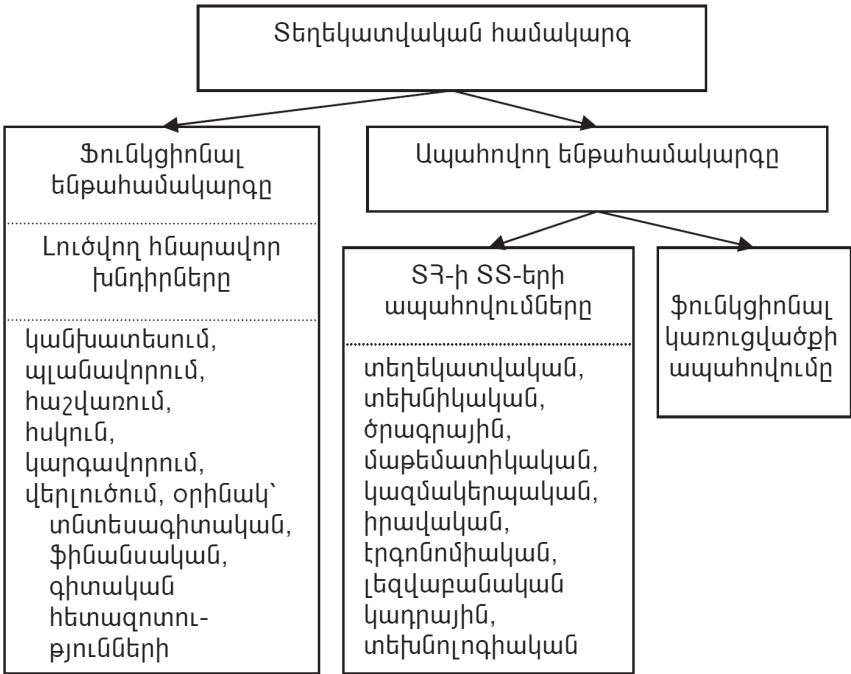 Տեղեկատվական համակարգ
Ֆունկցիոնալ
ենթահամակարգը
Լուծվող հնարավոր
խնդիրները
կանխատեսում,
պլանավորում,
հաշվառում,
հսկուն,
կարգավորում,
վերլուծում, օրինակ՝
տնտեսագիտական,
ֆինանսական,
գիտական
հետազոտու-
թյունների
Ապահովող ենթահամակարգը
ՏՀ-ի ՏՏ-երի
ապահովումները
տեղեկատվական,
տեխնիկական,
ծրագրային,
մաթեմատիկական,
կազմակերպական,
իրավական,
էրգոնոմիական,
լեզվաբանական
կադրային,
տեխնոլոգիական
ֆունկցիոնալ
կառուցվածքի
ապահովումը